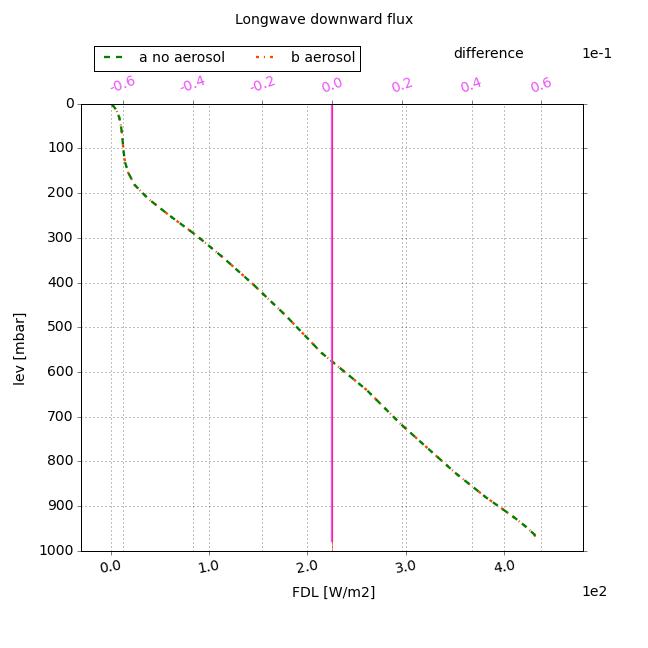 Longwave downward flux
a no aerosol b aerosol difference 1e-1
-0.6 -0.4 -0.2 0.0 0.2 0.4 0.6
0
100
200
300
400
500
600
700
800
900
1000
lev [mbar]
0.0 1.0 2.0 3.0 4.0
FDL [W/m2] 1e2